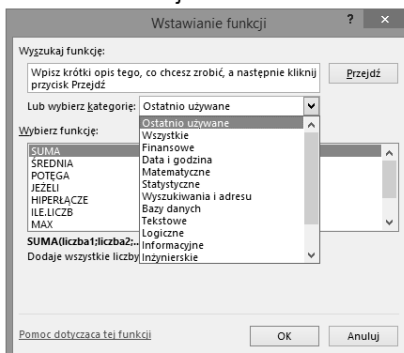 Wstawianie funkcji ? ×
Wyszukaj funkcję:
Wpisz krótki opis tego, co chcesz zrobić, a następnie kliknij
przycisk Przejdź
Przejdź
Lub wybierz kategorię: Ostatnio używane
Ostatnio używane
Wszystkie
Finansowe
Data i godzina
Matematyczne
Statystyczne
Wyszukiwania i adresu
Bazy danych
Tekstowe
Logiczne
Informacyjne
Inżynierskie
Wybierz funkcję:
SUMA
ŚREDNIA
POTĘGA
JEŻELI
HIPERŁĄCZE
ILE.LICZB
MAX
SUMA(liczba1;liczba2;...
Dodaje wszystkie liczby
Pomoc dotycząca tej funkcji
OK
Anuluj